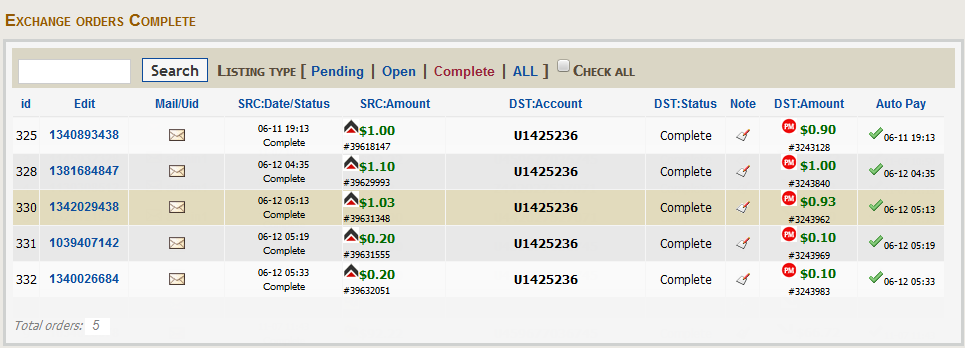 Exchange orders Complete
Search Listing type [ Pending | Open | Complete | ALL ] Check all
id Edit Mail/Uid SRC:Date/Status SRC:Amount DST:Account DST:Status Note DST:Amount Auto Pay
325 1340893438 06-11 19:13 Complete $1.00 #39618147 U1425236 Complete PM $0.90 #3243128 06-11 19:13
328 1381684847 06-12 04:35 Complete $1.10 #39629993 U1425236 Complete PM $1.00 #3243840 06-12 04:35
330 1342029438 06-12 05:13 Complete $1.03 #39631348 U1425236 Complete PM $0.93 #3243962 06-12 05:13
331 1039407142 06-12 05:19 Complete $0.20 #39631555 U1425236 Complete PM $0.10 #3243969 06-12 05:19
332 1340026684 06-12 05:33 Complete $0.20 #39632051 U1425236 Complete PM $0.10 #3243983 06-12 05:33
Total orders: 5